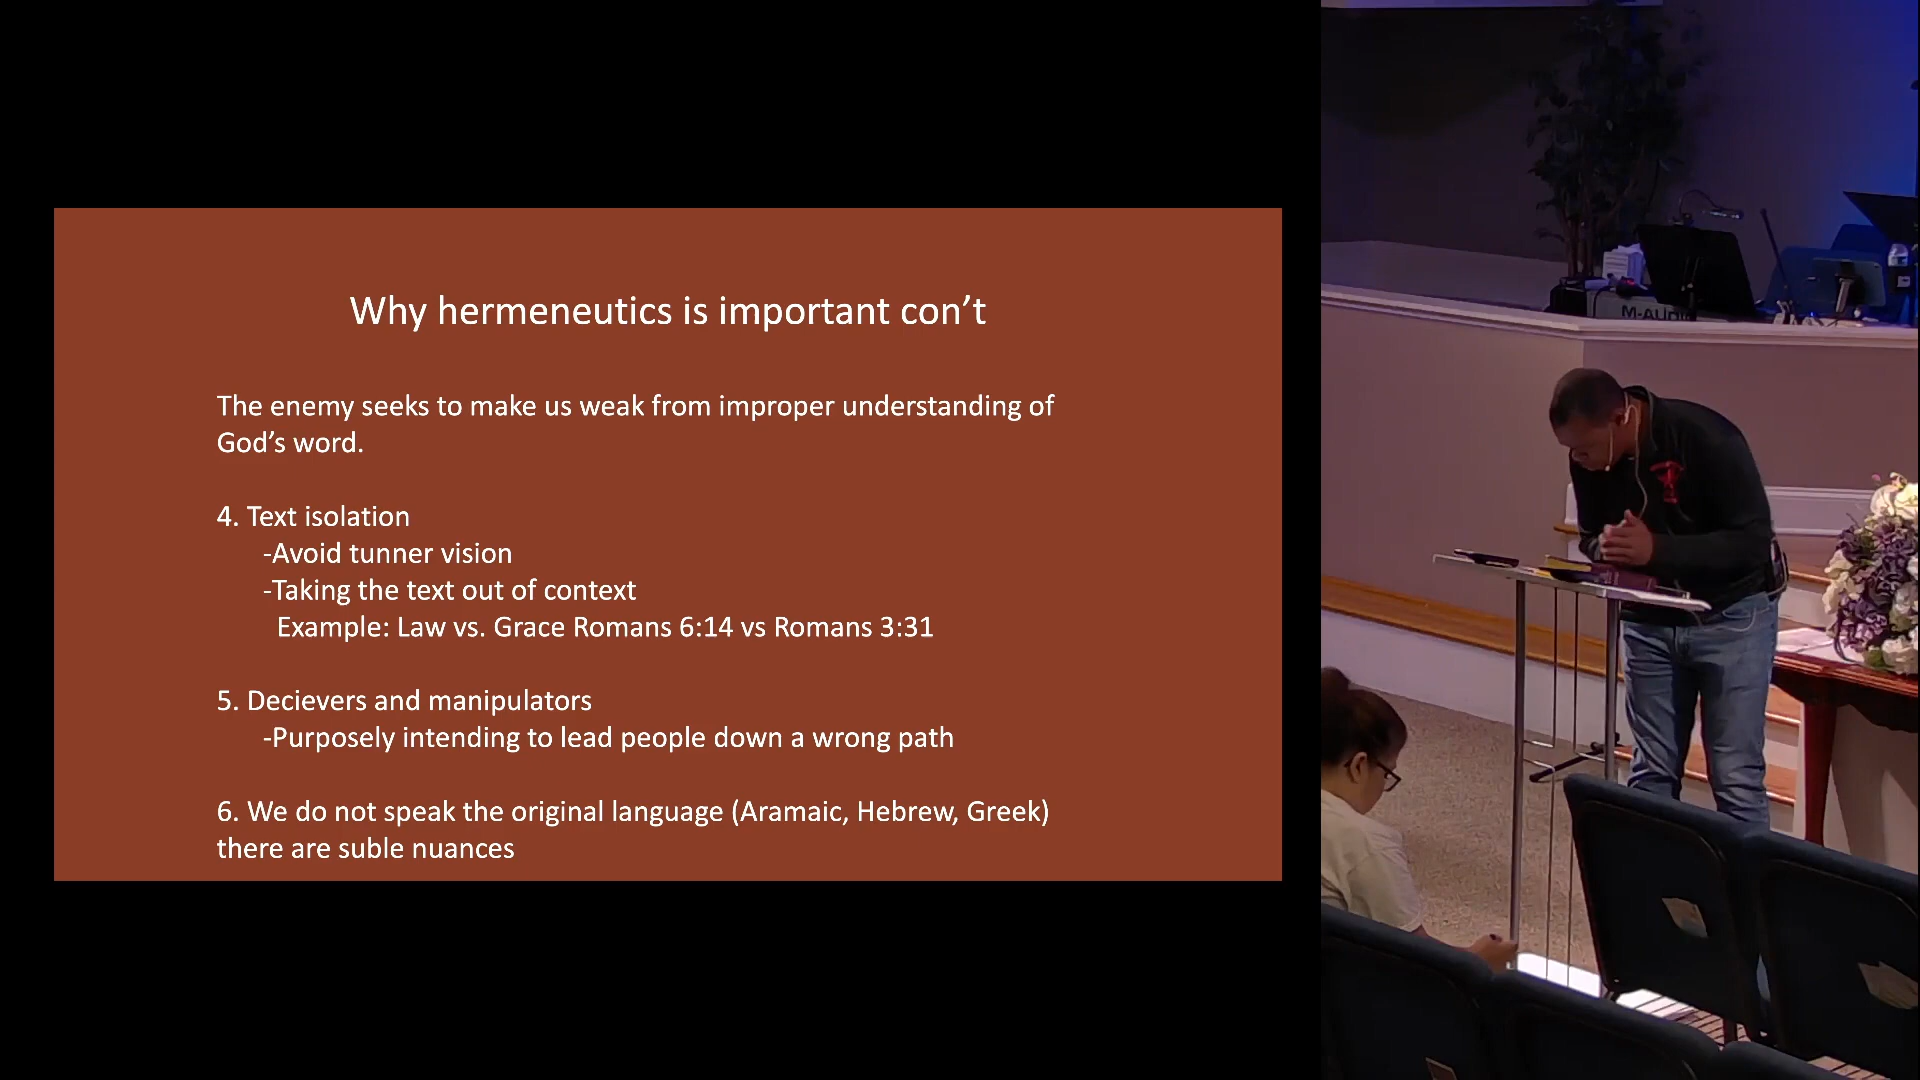 Why hermeneutics is important con’t
The enemy seeks to make us weak from improper understanding of
God’s word.
4. Text isolation
-Avoid tunner vision
-Taking the text out of context
Example: Law vs. Grace Romans 6:14 vs Romans 3:31
5. Decievers and manipulators
-Purposely intending to lead people down a wrong path
6. We do not speak the original language (Aramaic, Hebrew, Greek)
there are suble nuances
M-AUDIO